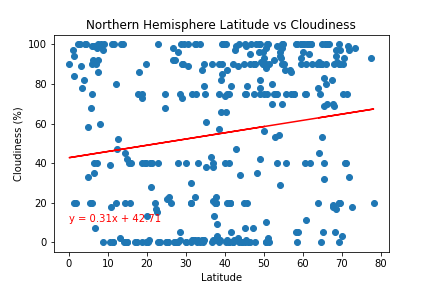 Northern Hemisphere Latitude vs Cloudiness
100
80
60
40
20
0
Cloudiness (%)
y = 0.31x + 42.71
0 10 20 30 40 50 60 70 80
Latitude